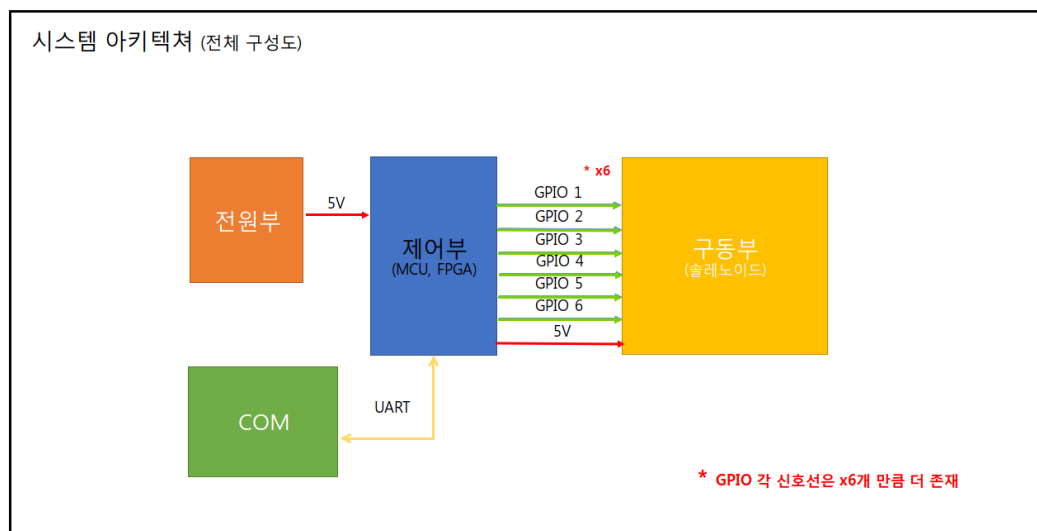 시스템 아키텍쳐 (전체 구성도)
* x6
전원부
5V
제어부
(MCU, FPGA)
GPIO 1
GPIO 2
GPIO 3
GPIO 4
GPIO 5
GPIO 6
5V
구동부
(솔레노이드)
COM
UART
* GPIO 각 신호선은 x6개 만큼 더 존재